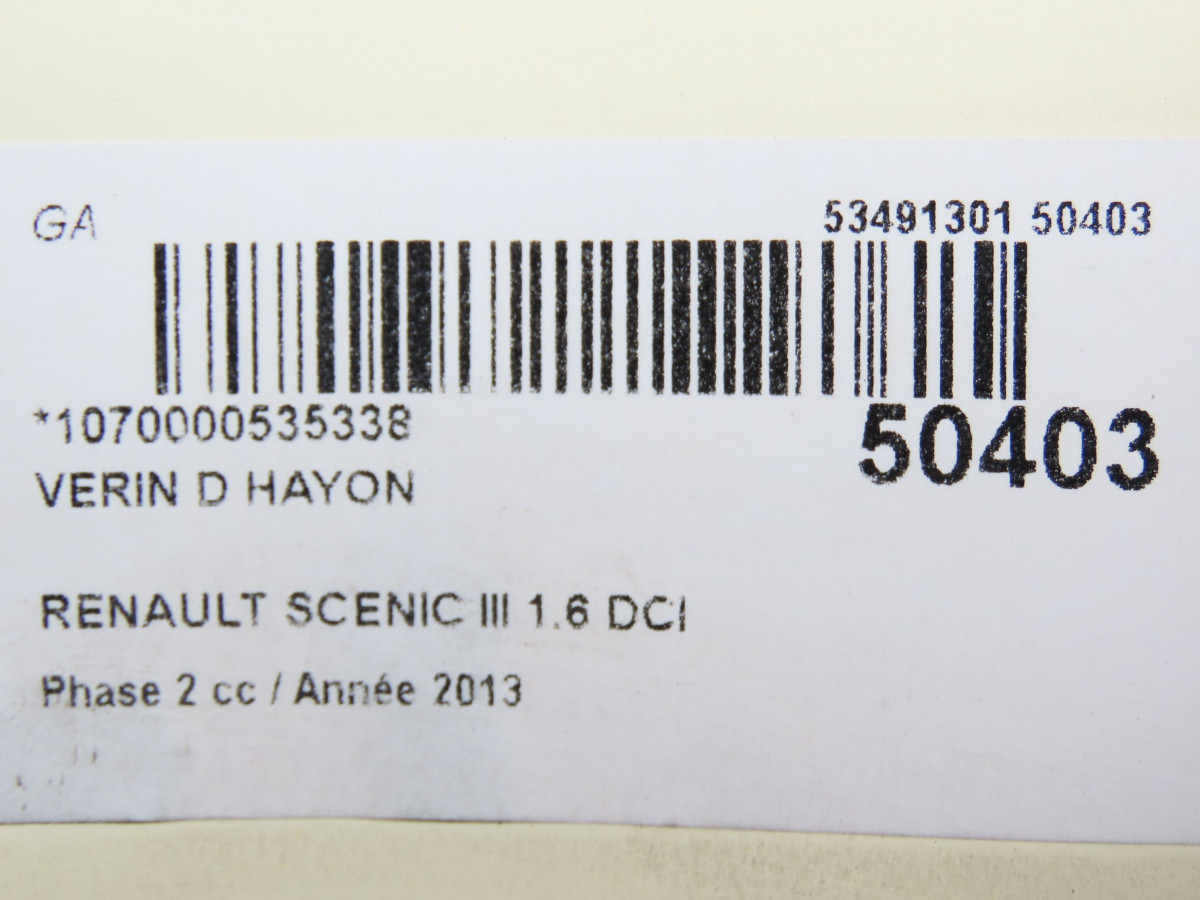 GA
53491301 50403
*1070000535338
50403
VERIN D HAYON
RENAULT SCENIC III 1.6 DCI
Phase 2 cc / Année 2013